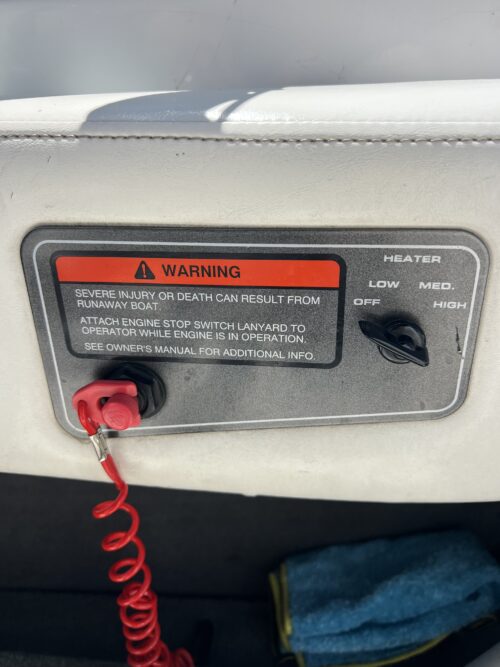 WARNING
SEVERE INJURY OR DEATH CAN RESULT FROM
RUNAWAY BOAT.
ATTACH ENGINE STOP SWITCH LANYARD TO
OPERATOR WHILE ENGINE IS IN OPERATION.
SEE OWNER'S MANUAL FOR ADDITIONAL INFO.
HEATER
LOW MED.
OFF HIGH